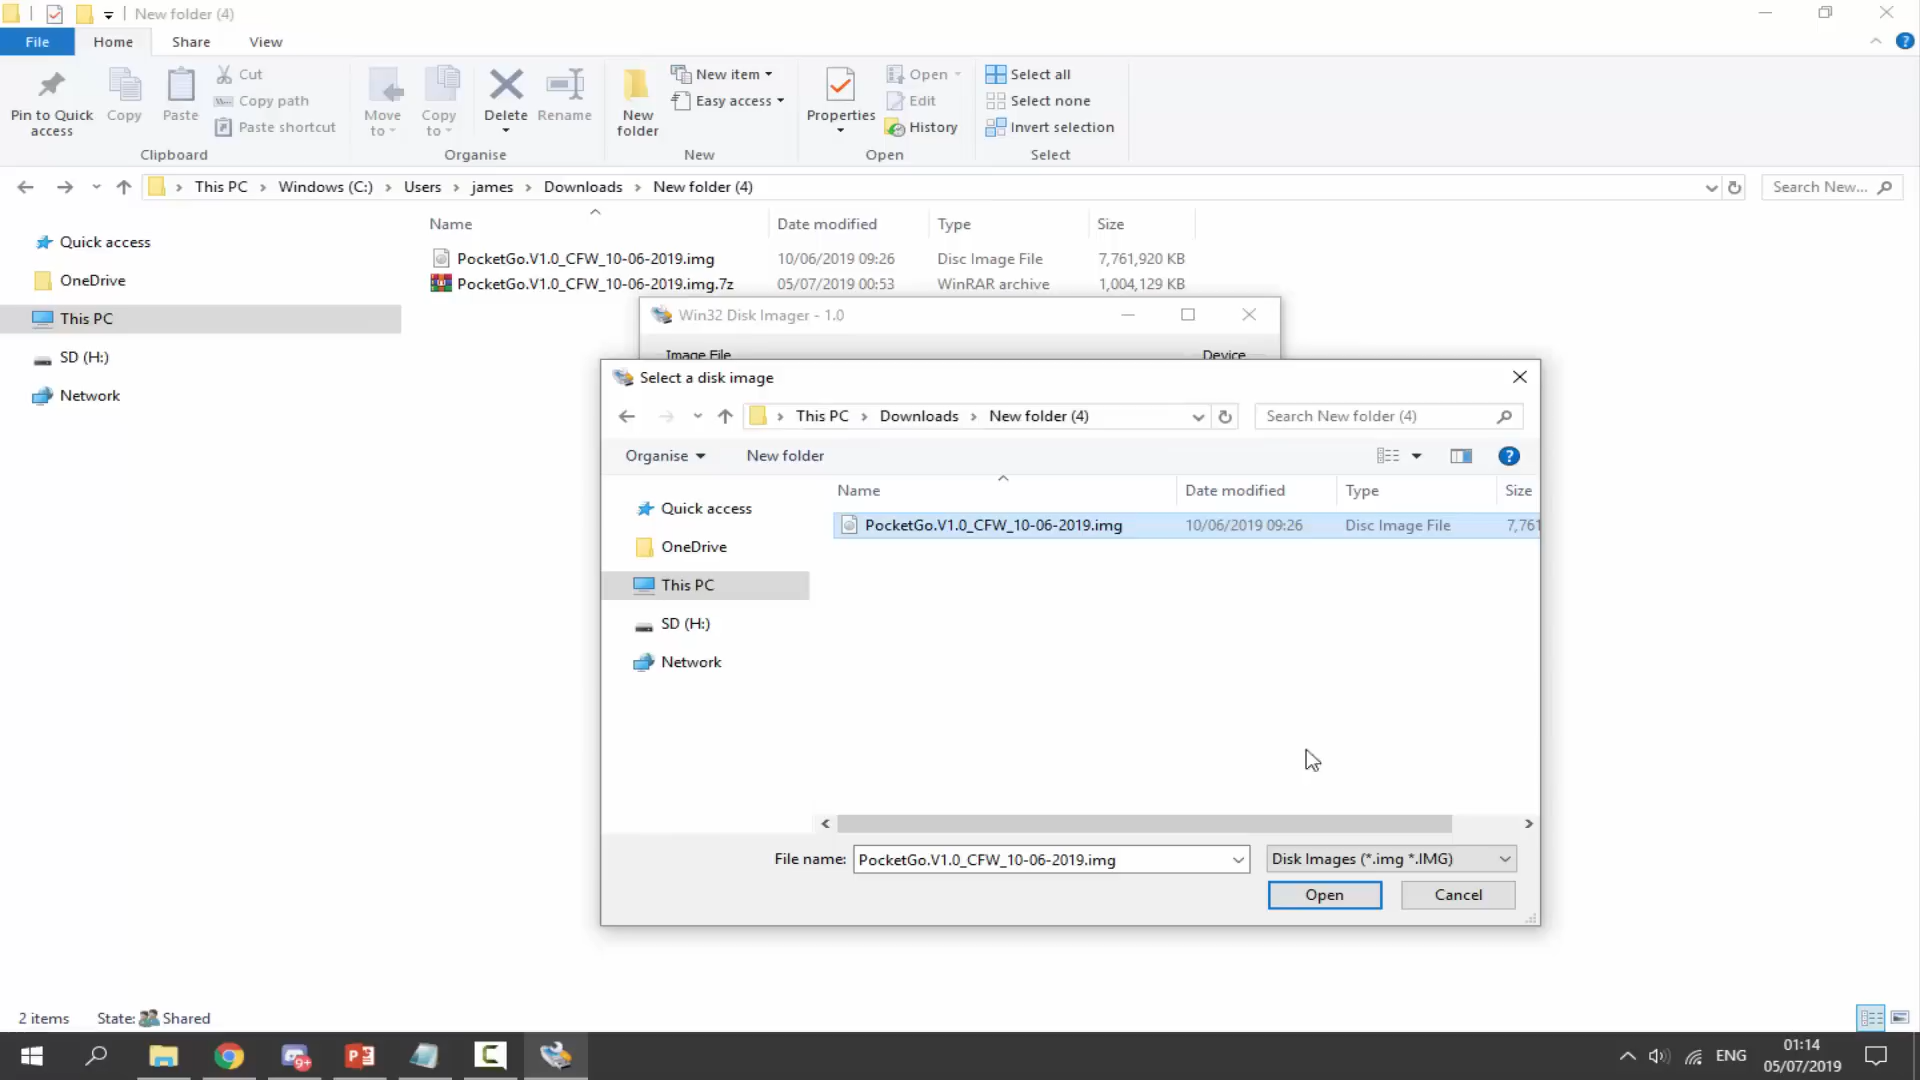 New folder (4)
File Home Share View
Pin to Quick access
Copy
Paste
Cut
Copy path
Paste shortcut
Clipboard
Move to
Copy to
Delete
Rename
Organise
New folder
New item
Easy access
New
Properties
Open
Edit
History
Open
Select all
Select none
Invert selection
Select
This PC > Windows (C:) > Users > james > Downloads > New folder (4)
Search New...
Quick access
OneDrive
This PC
SD (H:)
Network
Name Date modified Type Size
PocketGo.V1.0_CFW_10-06-2019.img 10/06/2019 09:26 Disc Image File 7,761,920 KB
PocketGo.V1.0_CFW_10-06-2019.img.7z 05/07/2019 00:53 WinRAR archive 1,004,129 KB
Win32 Disk Imager - 1.0
Image File Device
Select a disk image
This PC > Downloads > New folder (4)
Search New folder (4)
Organise New folder
Quick access
OneDrive
This PC
SD (H:)
Network
Name Date modified Type Size
PocketGo.V1.0_CFW_10-06-2019.img 10/06/2019 09:26 Disc Image File 7,761
File name: PocketGo.V1.0_CFW_10-06-2019.img Disk Images (*.img *.IMG)
Open Cancel
2 items State: Shared
9+
ENG
01:14
05/07/2019